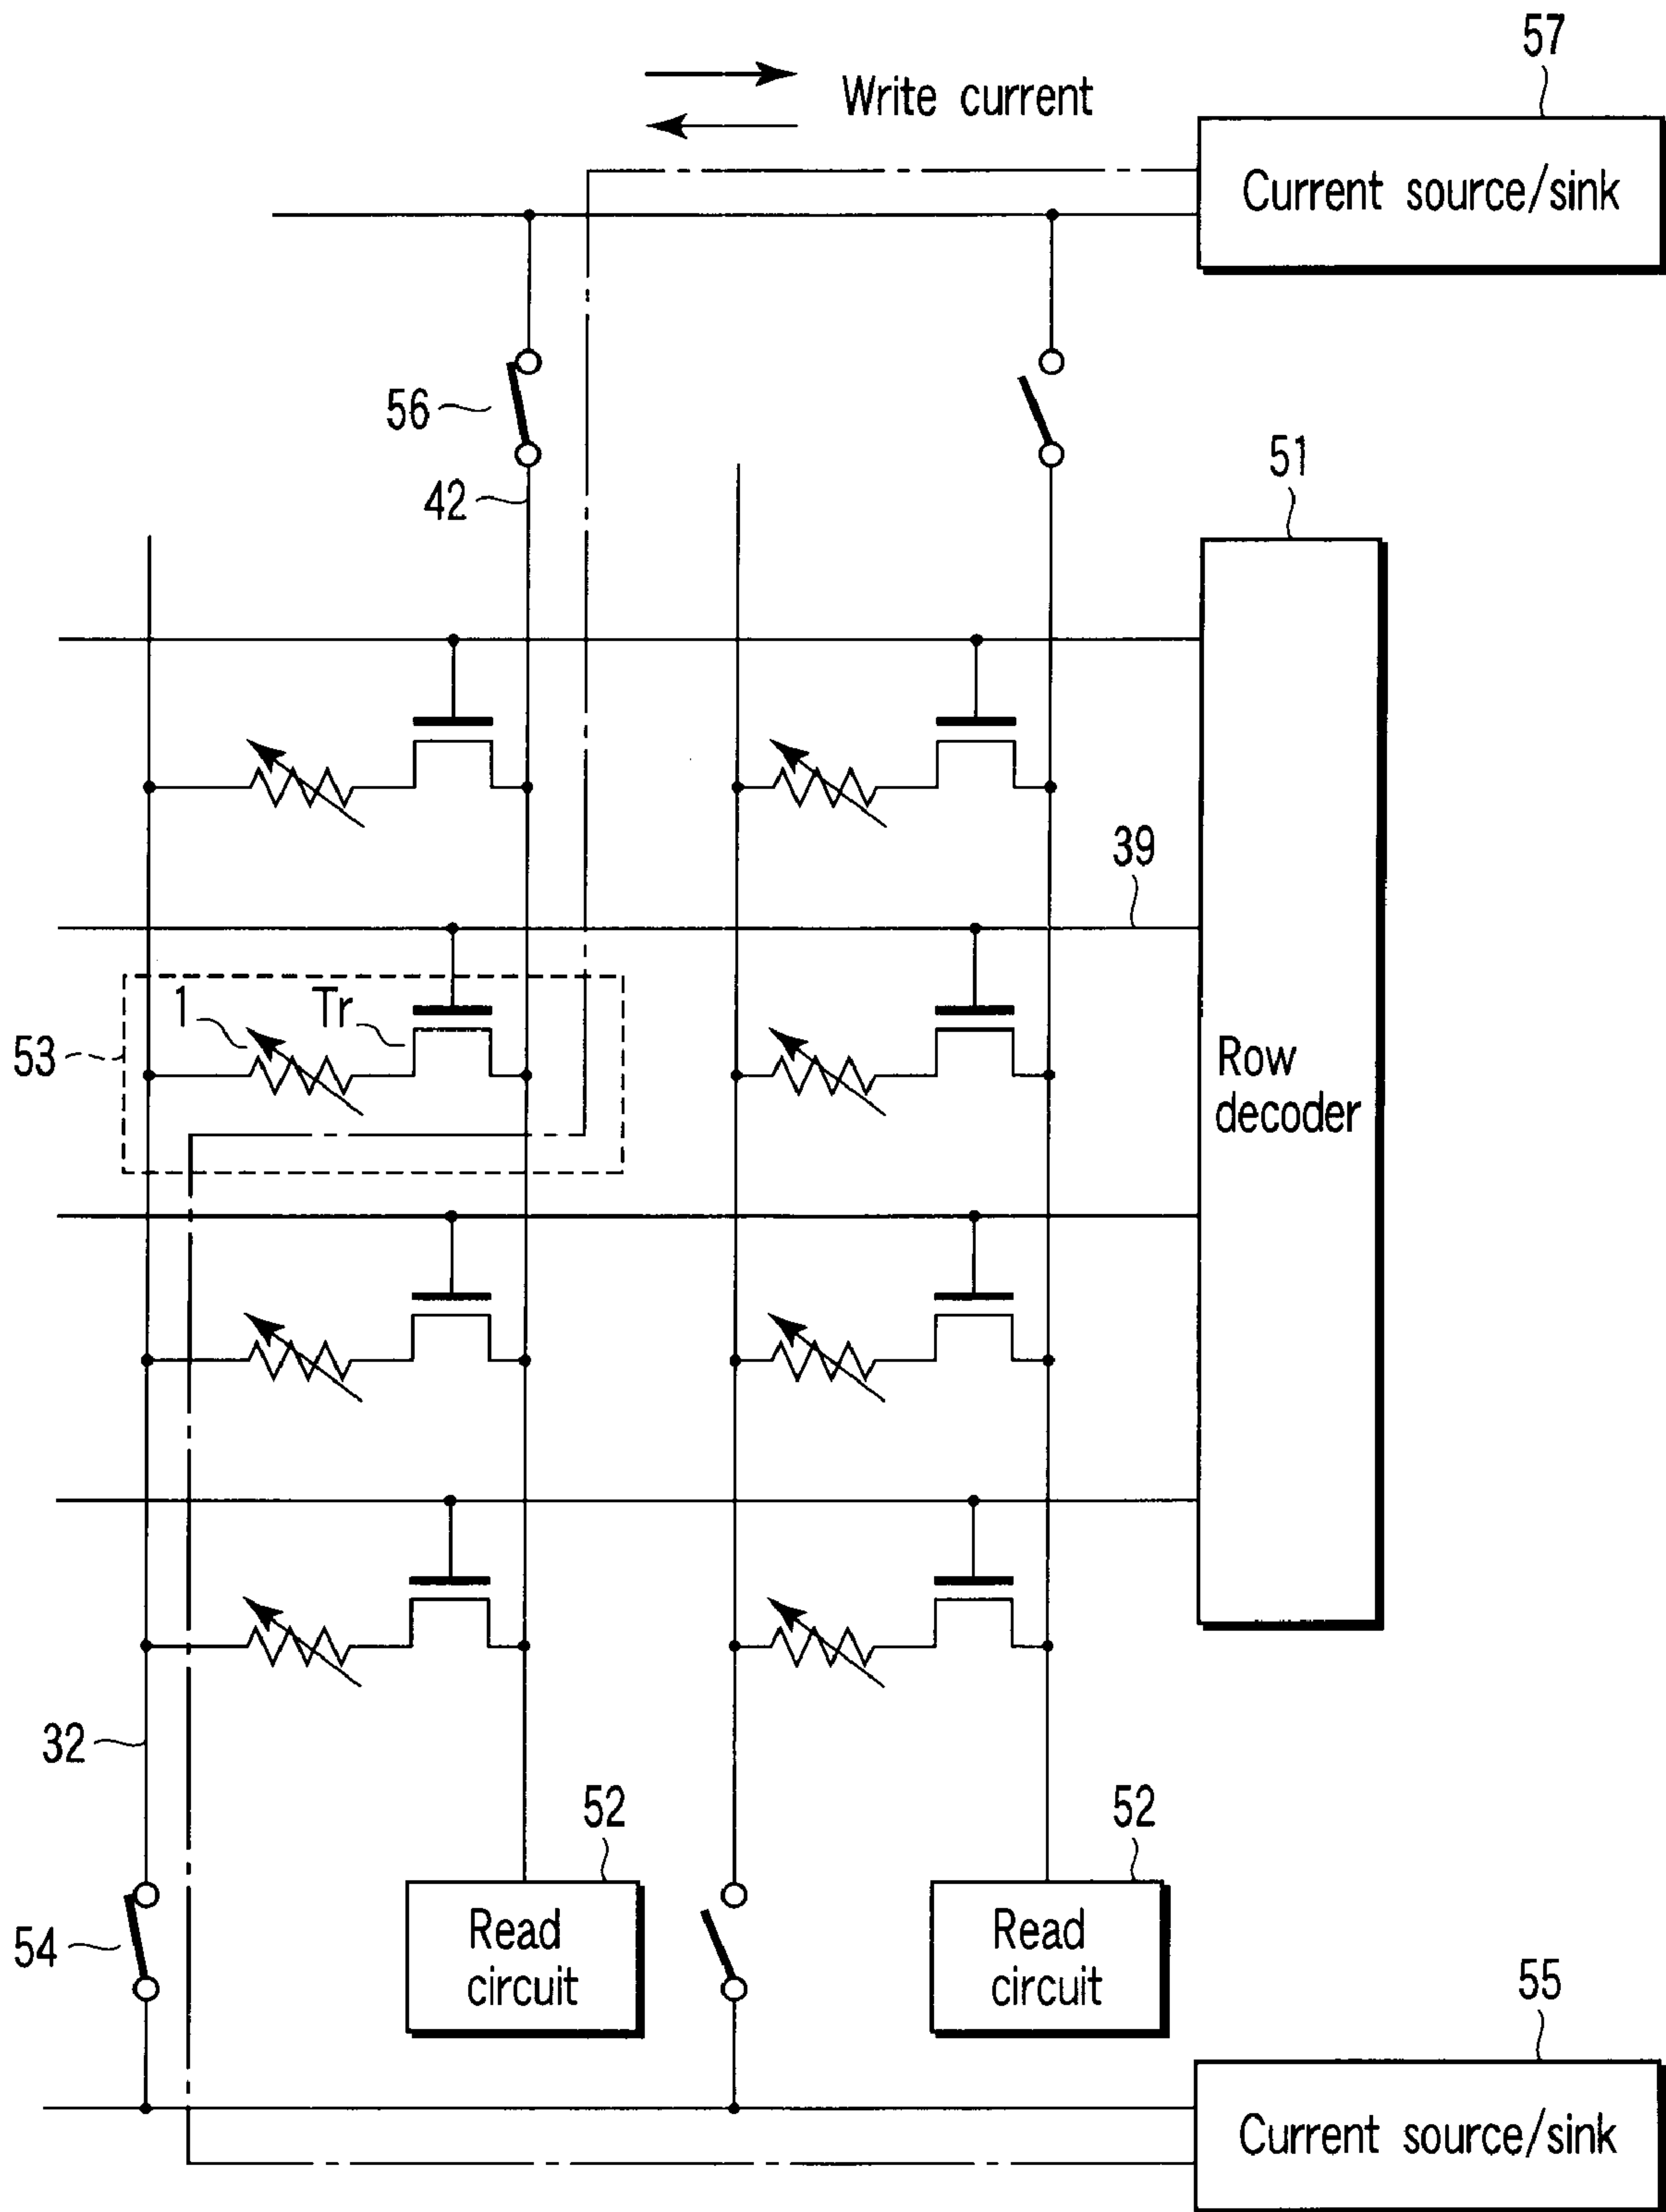 57
Write current
Current source/sink
56
42
51
39
1
Tr
53
Row
decoder
32
52
52
Read
circuit
Read
circuit
54
55
Current source/sink